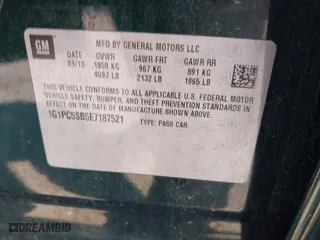 GM
MFD BY GENERAL MOTORS LLC
DATE GVWR GAWR FRT GAWR RR
09/13 1858 KG 967 KG 891 KG
4097 LB 2132 LB 1965 LB
THIS VEHICLE CONFORMS TO ALL APPLICABLE U.S. FEDERAL MOTOR
VEHICLE SAFETY, BUMPER, AND THEFT PREVENTION STANDARDS IN
EFFECT ON THE DATE OF MANUFACTURE SHOWN ABOVE.
1G1PC5SB5E7187521 TYPE: PASS CAR
DREAMBID